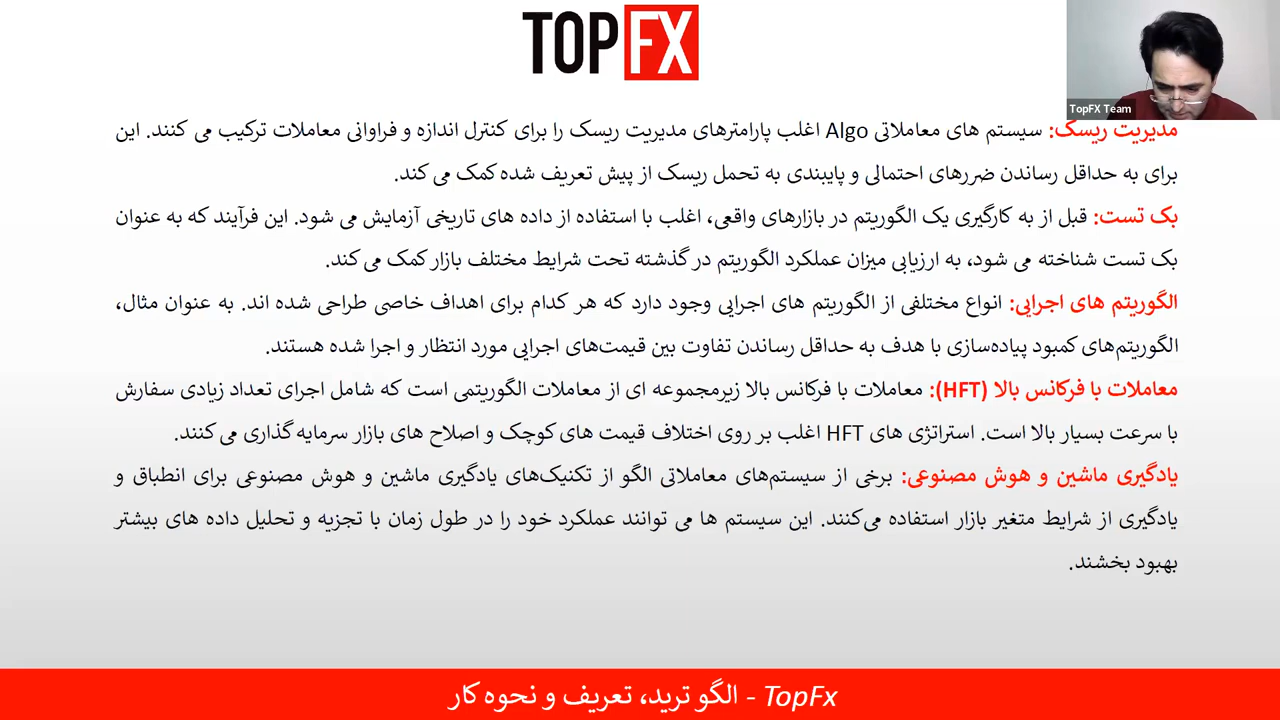 TOPFX
TopFX Team
مدیریت ریسک: سیستم های معاملاتی Algo اغلب پارامترهای مدیریت ریسک را برای کنترل اندازه و فراوانی معاملات ترکیب می کنند. این
برای به حداقل رساندن ضررهای احتمالی و پایبندی به تحمل ریسک از پیش تعریف شده کمک می کند.
بک تست: قبل از به کارگیری یک الگوریتم در بازارهای واقعی، اغلب با استفاده از داده های تاریخی آزمایش می شود. این فرآیند که به عنوان
بک تست شناخته می شود، به ارزیابی میزان عملکرد الگوریتم در گذشته تحت شرایط مختلف بازار کمک می کند.
الگوریتم های اجرایی: انواع مختلفی از الگوریتم های اجرایی وجود دارد که هر کدام برای اهداف خاصی طراحی شده اند. به عنوان مثال،
الگوریتم‌های کمبود پیاده‌سازی با هدف به حداقل رساندن تفاوت بین قیمت‌های اجرایی مورد انتظار و اجرا شده هستند.
معاملات با فرکانس بالا (HFT): معاملات با فرکانس بالا زیرمجموعه ای از معاملات الگوریتمی است که شامل اجرای تعداد زیادی سفارش
با سرعت بسیار بالا است. استراتژی های HFT اغلب بر روی اختلاف قیمت های کوچک و اصلاح های بازار سرمایه گذاری می کنند.
یادگیری ماشین و هوش مصنوعی: برخی از سیستم‌های معاملاتی الگو از تکنیک‌های یادگیری ماشین و هوش مصنوعی برای انطباق و
یادگیری از شرایط متغیر بازار استفاده می‌کنند. این سیستم ها می توانند عملکرد خود را در طول زمان با تجزیه و تحلیل داده های بیشتر
بهبود بخشند.
TopFx - الگو ترید، تعریف و نحوه کار